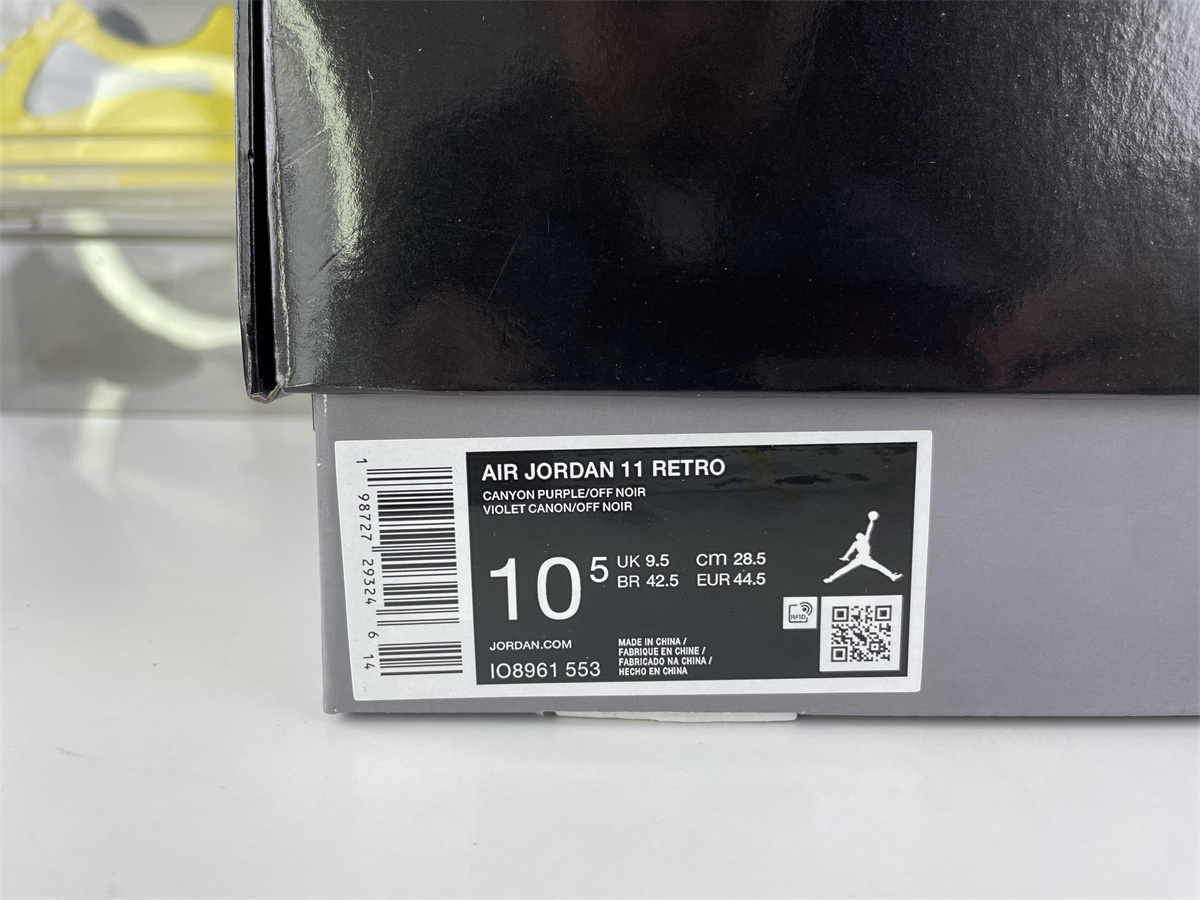 1 98727 29324 6 14
AIR JORDAN 11 RETRO
CANYON PURPLE/OFF NOIR
VIOLET CANON/OFF NOIR
10 5
UK 9.5 cm 28.5
BR 42.5 EUR 44.5
RFID
JORDAN.COM
IO8961 553
MADE IN CHINA /
FABRIQUE EN CHINE /
FABRICADO NA CHINA /
HECHO EN CHINA